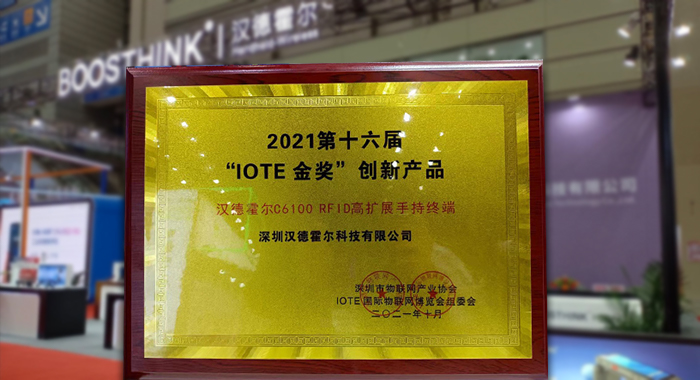 BOOSTHINK
汉德霍尔
2021第十六届
“IOTE 金奖”创新产品
汉德霍尔C6100 RFID高扩展手持终端
深圳汉德霍尔科技有限公司
深圳市物联网产业协会
IOTE 国际物联网博览会组委会
二〇二一年十月
有限公司